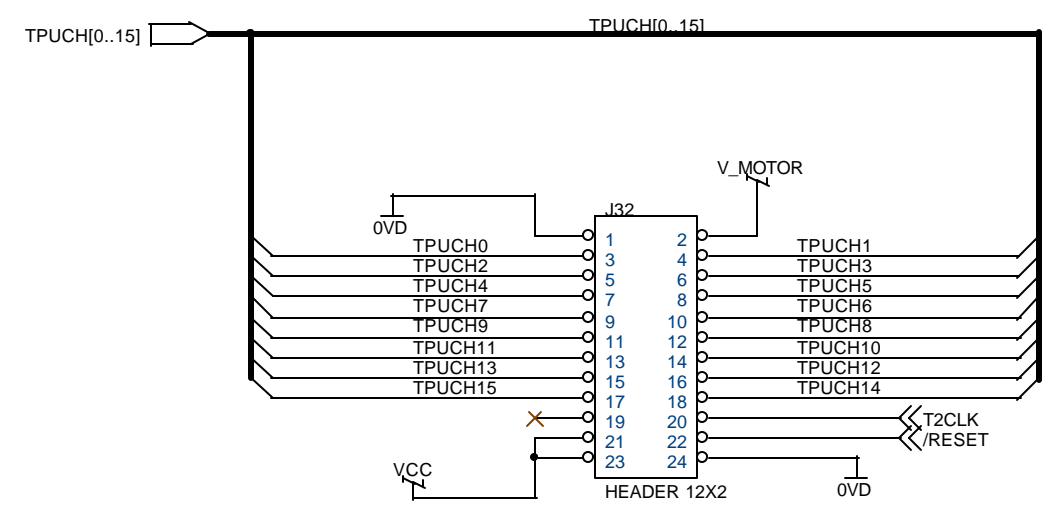 TPUCH[0..15]
TPUCH[0..15]
V_MOTOR
J32
0VD
1 2
TPUCH0 3 4 TPUCH1
TPUCH2 5 6 TPUCH3
TPUCH4 7 8 TPUCH5
TPUCH7 9 10 TPUCH6
TPUCH9 11 12 TPUCH8
TPUCH11 13 14 TPUCH10
TPUCH13 15 16 TPUCH12
TPUCH15 17 18 TPUCH14
19 20 T2CLK
21 22 /RESET
23 24
VCC
HEADER 12X2
0VD